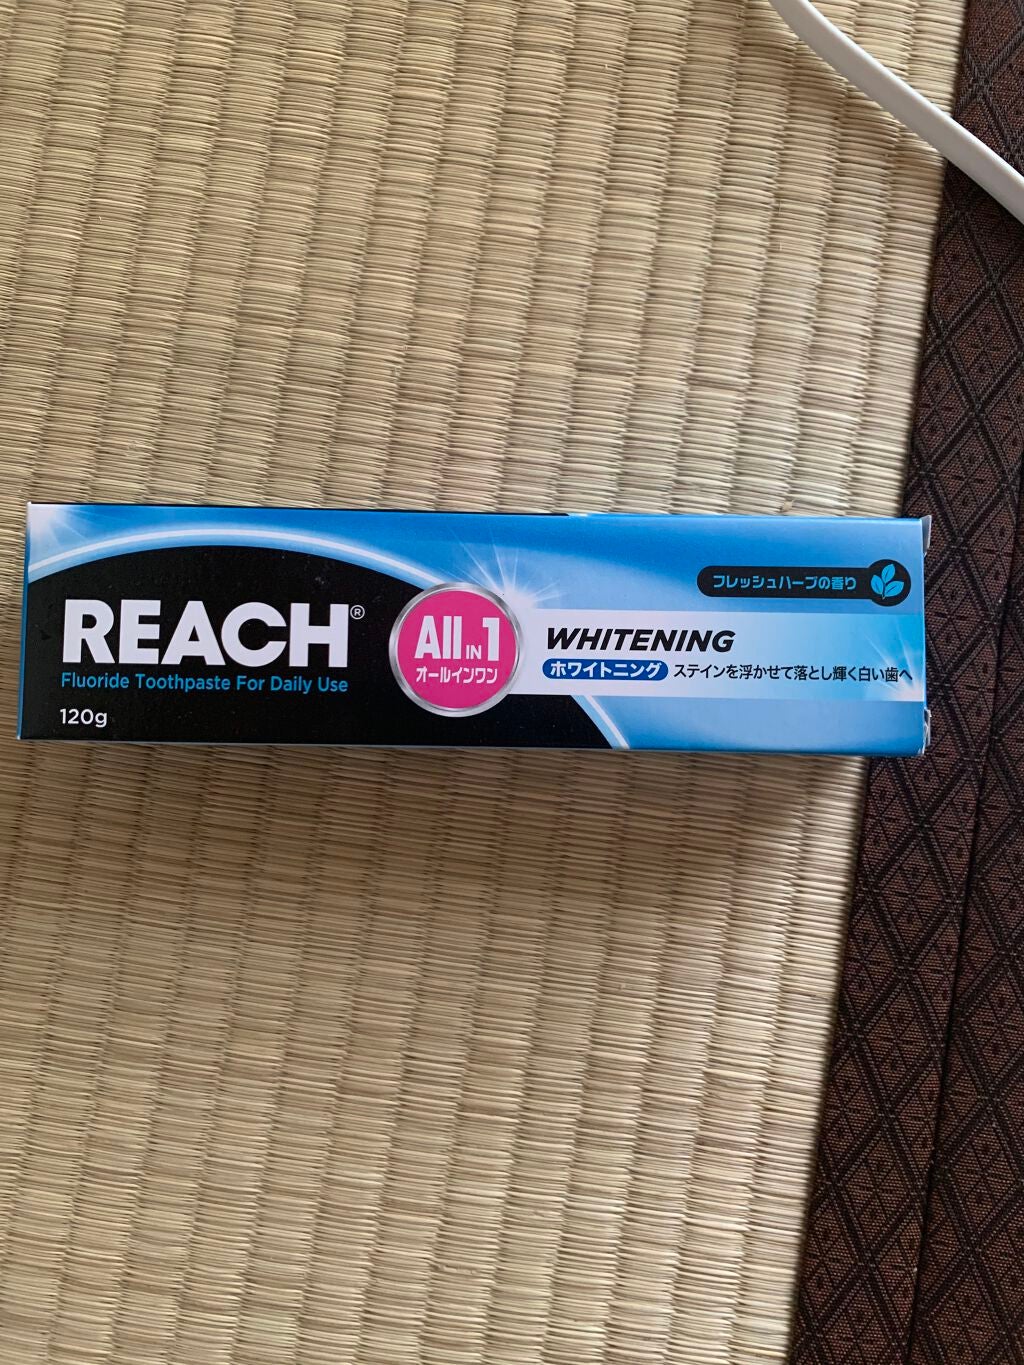 REACH®
Fluoride Toothpaste For Daily Use
120g
All IN 1
オールインワン
フレッシュハーブの香り
WHITENING
ホワイトニング ステインを浮かせて落とし輝く白い歯へ